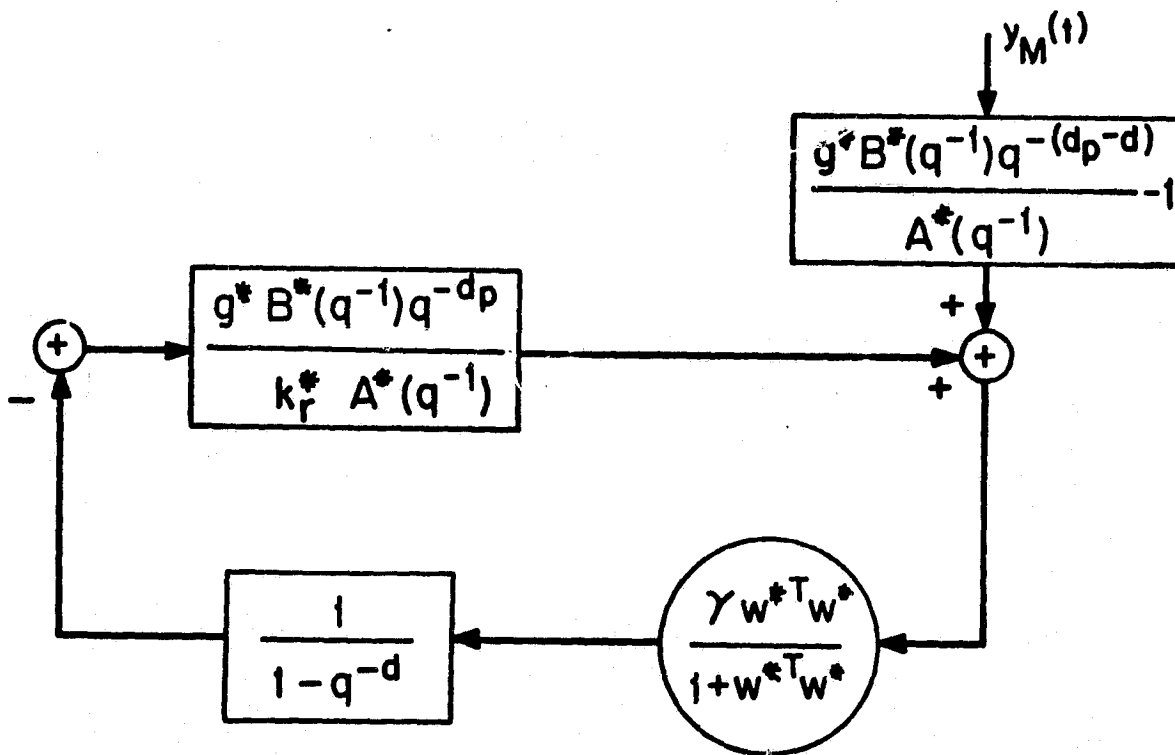 y_M(t)
g* B*(q^{-1}) q^{-(d_p-d)}
A*(q^{-1})
-1
+
g* B*(q^{-1}) q^{-d_p}
k_r* A*(q^{-1})
+
+
+
-
1
1-q^{-d}
γ w*^T w*
1+w*^T w*